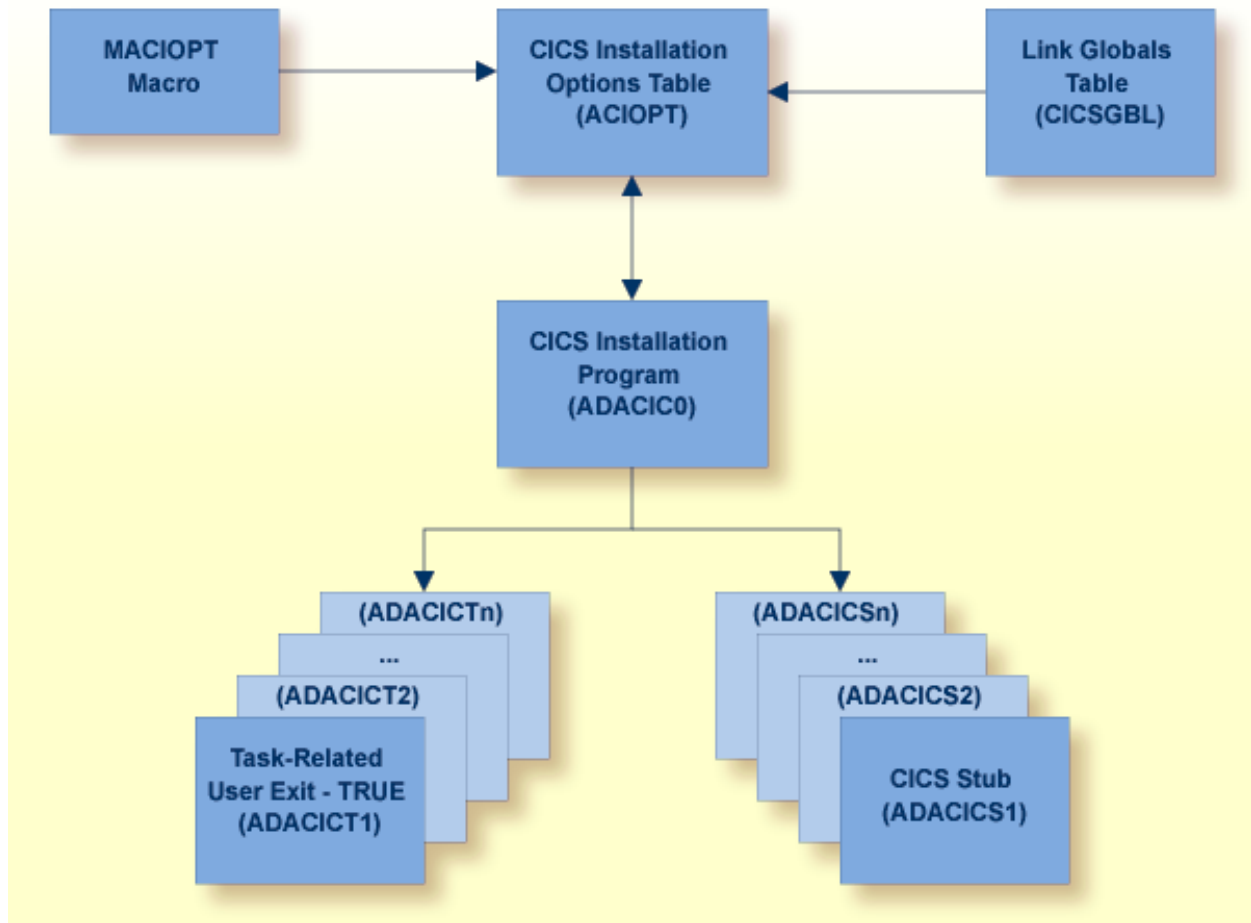 MACIOPT
Macro
CICS Installation
Options Table
(ACIOPT)
Link Globals
Table
(CICSGBL)
CICS Installation
Program
(ADACIC0)
(ADACICTn)
...
(ADACICT2)
Task-Related
User Exit - TRUE
(ADACICT1)
(ADACICSn)
...
(ADACICS2)
CICS Stub
(ADACICS1)